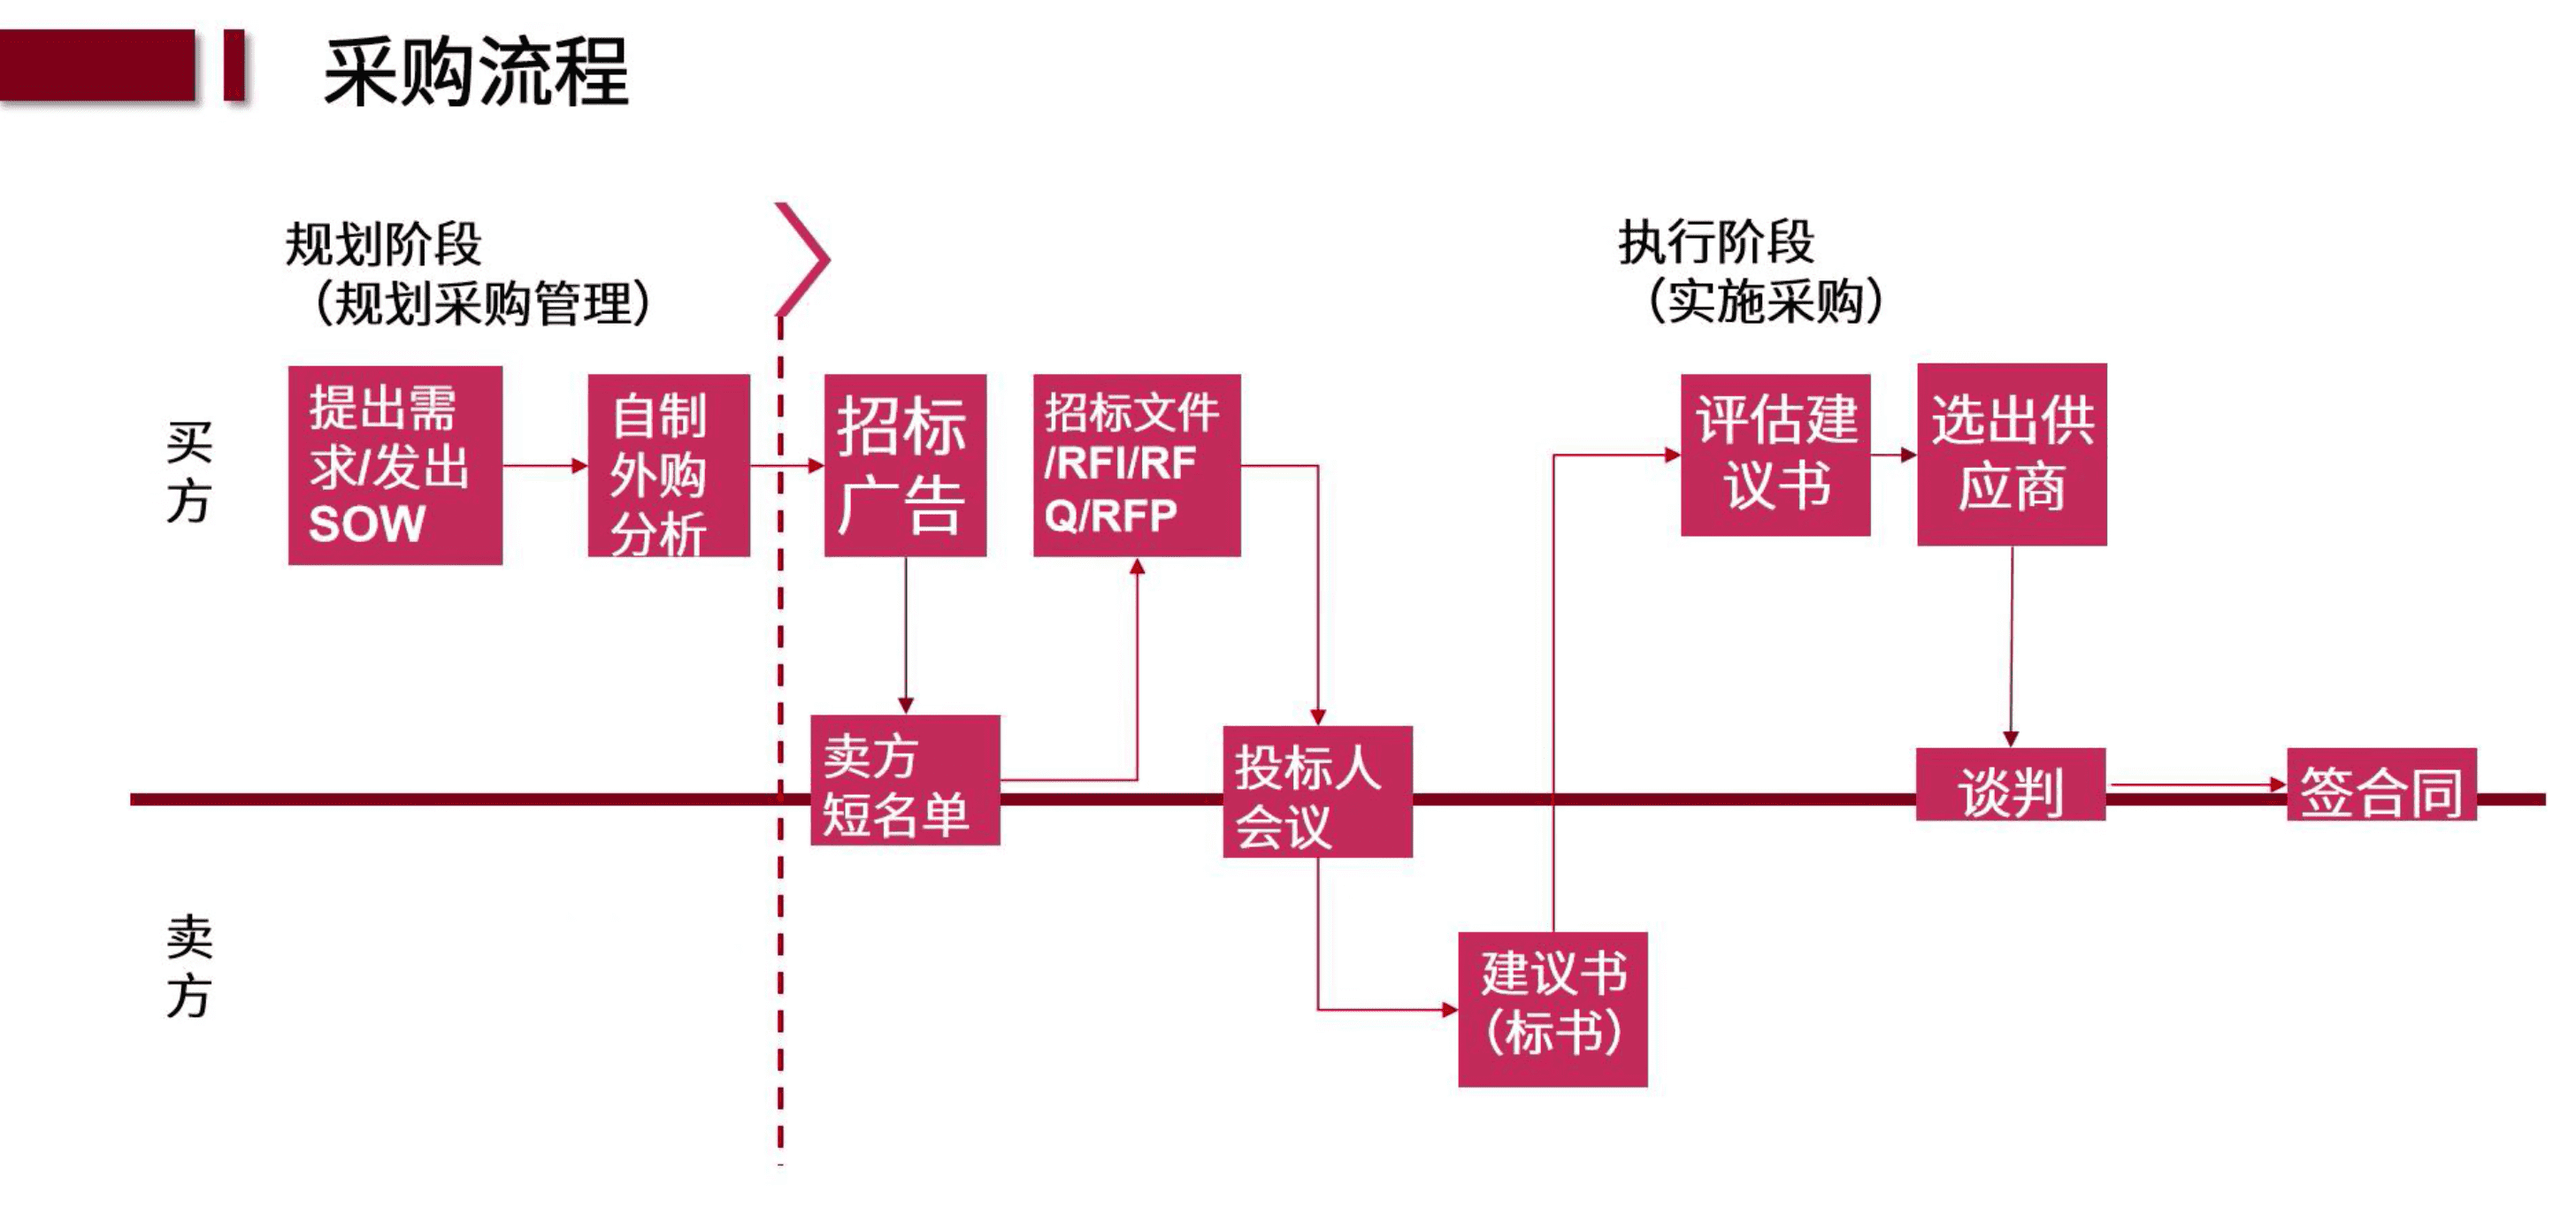 采购流程
规划阶段
（规划采购管理）
执行阶段
（实施采购）
买
方
提出需
求/发出
SOW
自制
外购
分析
招标
广告
招标文件
/RFI/RF
Q/RFP
评估建
议书
选出供
应商
卖方
短名单
投标人
会议
谈判
签合同
卖
方
建议书
（标书）